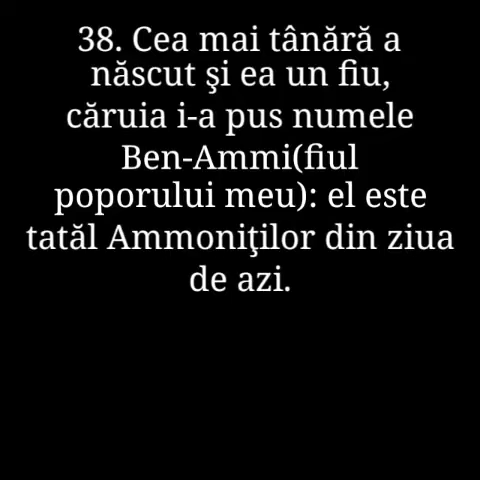 38. Cea mai tânără a
născut şi ea un fiu,
căruia i-a pus numele
Ben-Ammi(fiul
poporului meu): el este
tatăl Ammoniţilor din ziua
de azi.